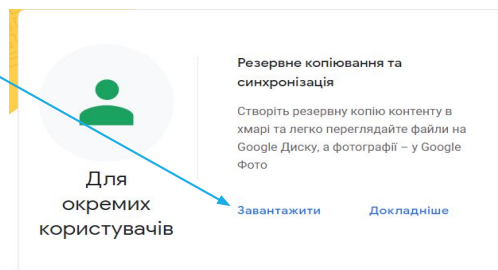 Для
окремих
користувачів
Резервне копіювання та
синхронізація
Створіть резервну копію контенту в
хмарі та легко переглядайте файли на
Google Диску, а фотографії – у Google
Фото
Завантажити Докладніше